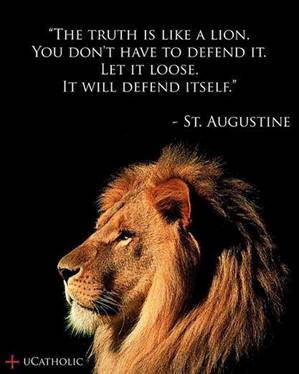 “The truth is like a lion.
You don’t have to defend it.
Let it loose.
It will defend itself.”
- St. Augustine
uCatholic